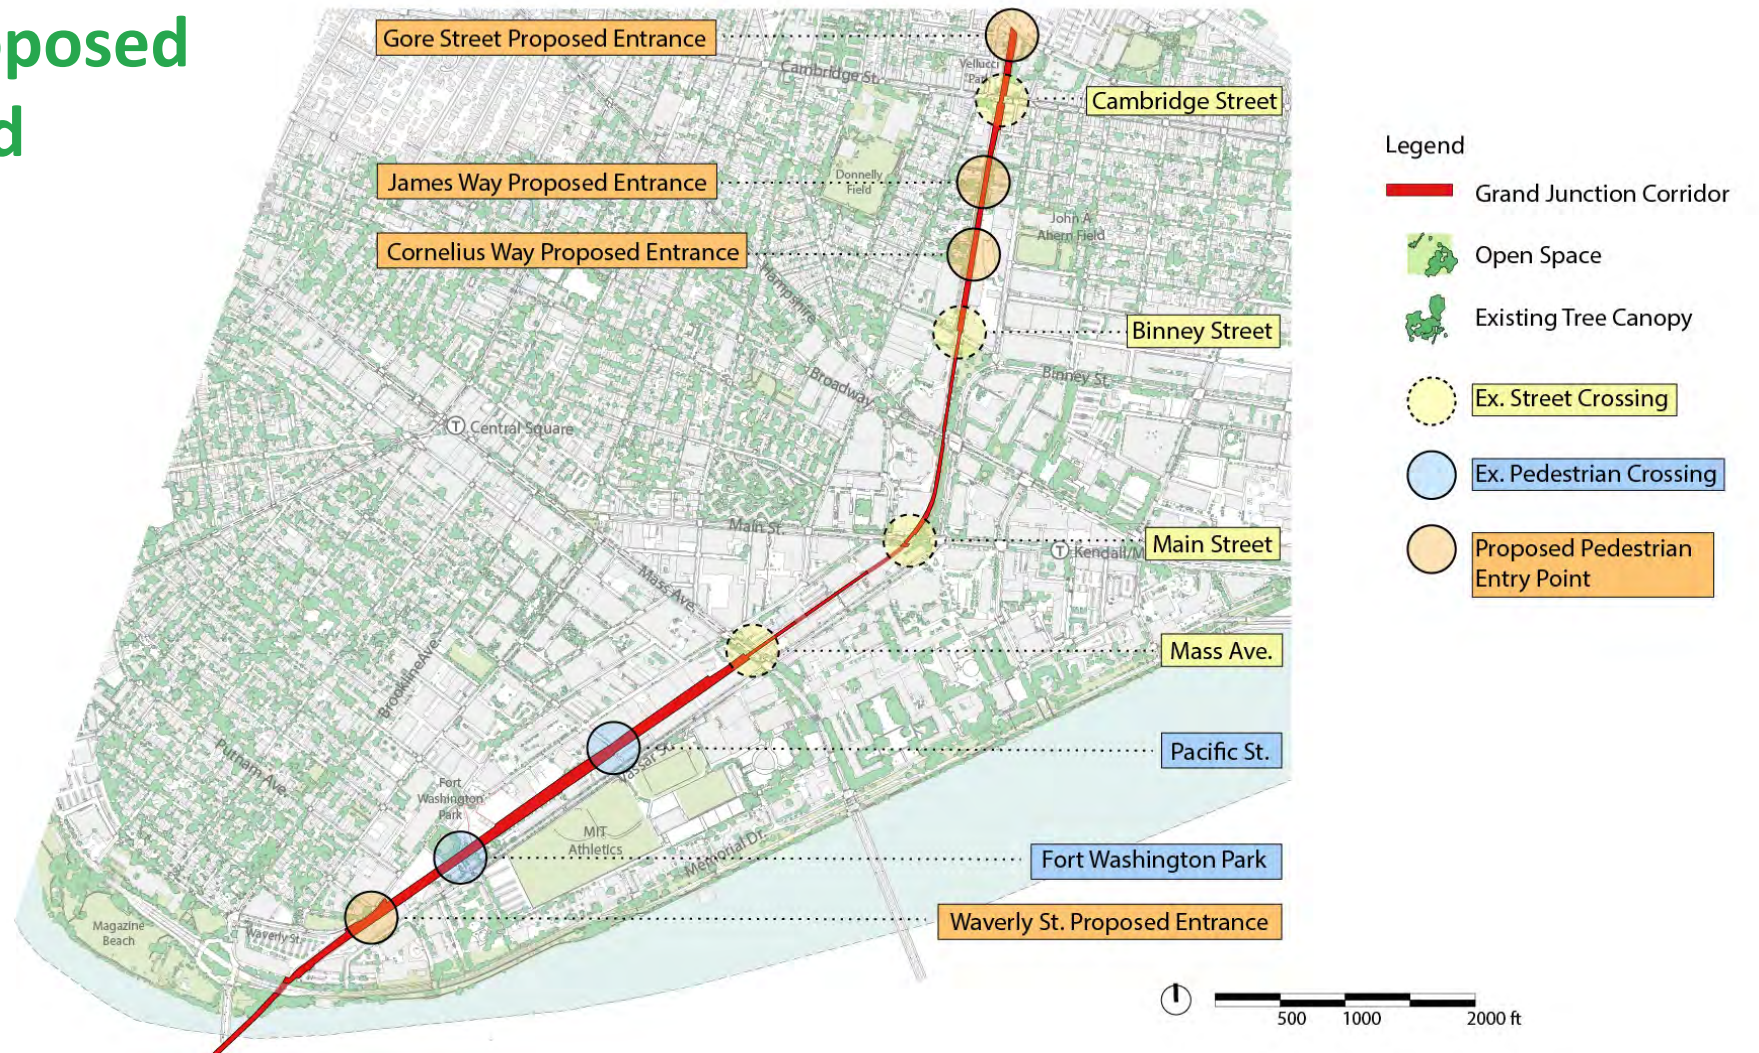 pposed
d
Gore Street Proposed Entrance
Cambridge St.
Vellucci
Park
Cambridge Street
James Way Proposed Entrance
Donnelly
Field
John A
Ahern Field
Cornelius Way Proposed Entrance
Hampshire
Binney Street
Broadway
Binney St.
T
Central Square
Main St.
T
Kendall/M
Main Street
Mass Ave.
Mass Ave.
Brookline Ave.
Putnam Ave.
Vassar St.
Pacific St.
Fort
Washington
Park
MIT
Athletics
Memorial Dr.
Fort Washington Park
Magazine
Beach
Waverly St.
Waverly St. Proposed Entrance
Legend
Grand Junction Corridor
Open Space
Existing Tree Canopy
Ex. Street Crossing
Ex. Pedestrian Crossing
Proposed Pedestrian
Entry Point
500 1000 2000 ft